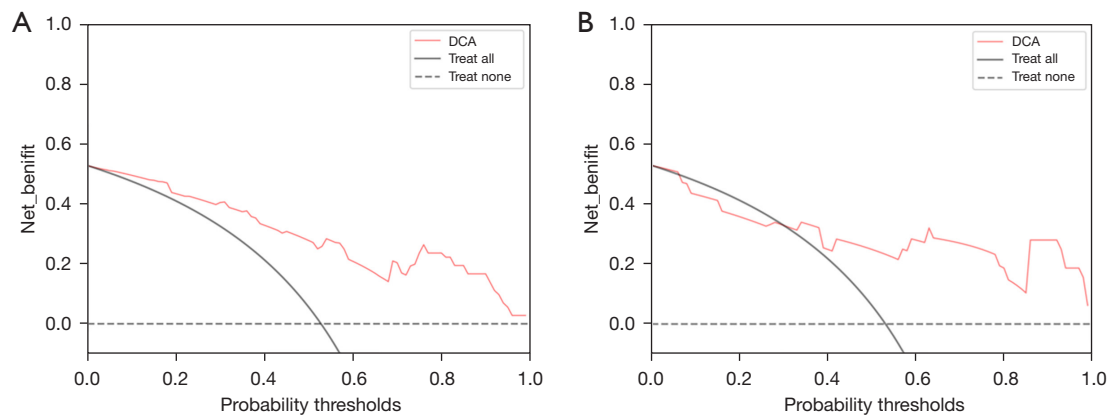 A
DCA
Treat all
Treat none
1.0
0.8
0.6
0.4
0.2
0.0
Net_benifit
0.0 0.2 0.4 0.6 0.8 1.0
Probability thresholds
B
DCA
Treat all
Treat none
1.0
0.8
0.6
0.4
0.2
0.0
Net_benifit
0.0 0.2 0.4 0.6 0.8 1.0
Probability thresholds